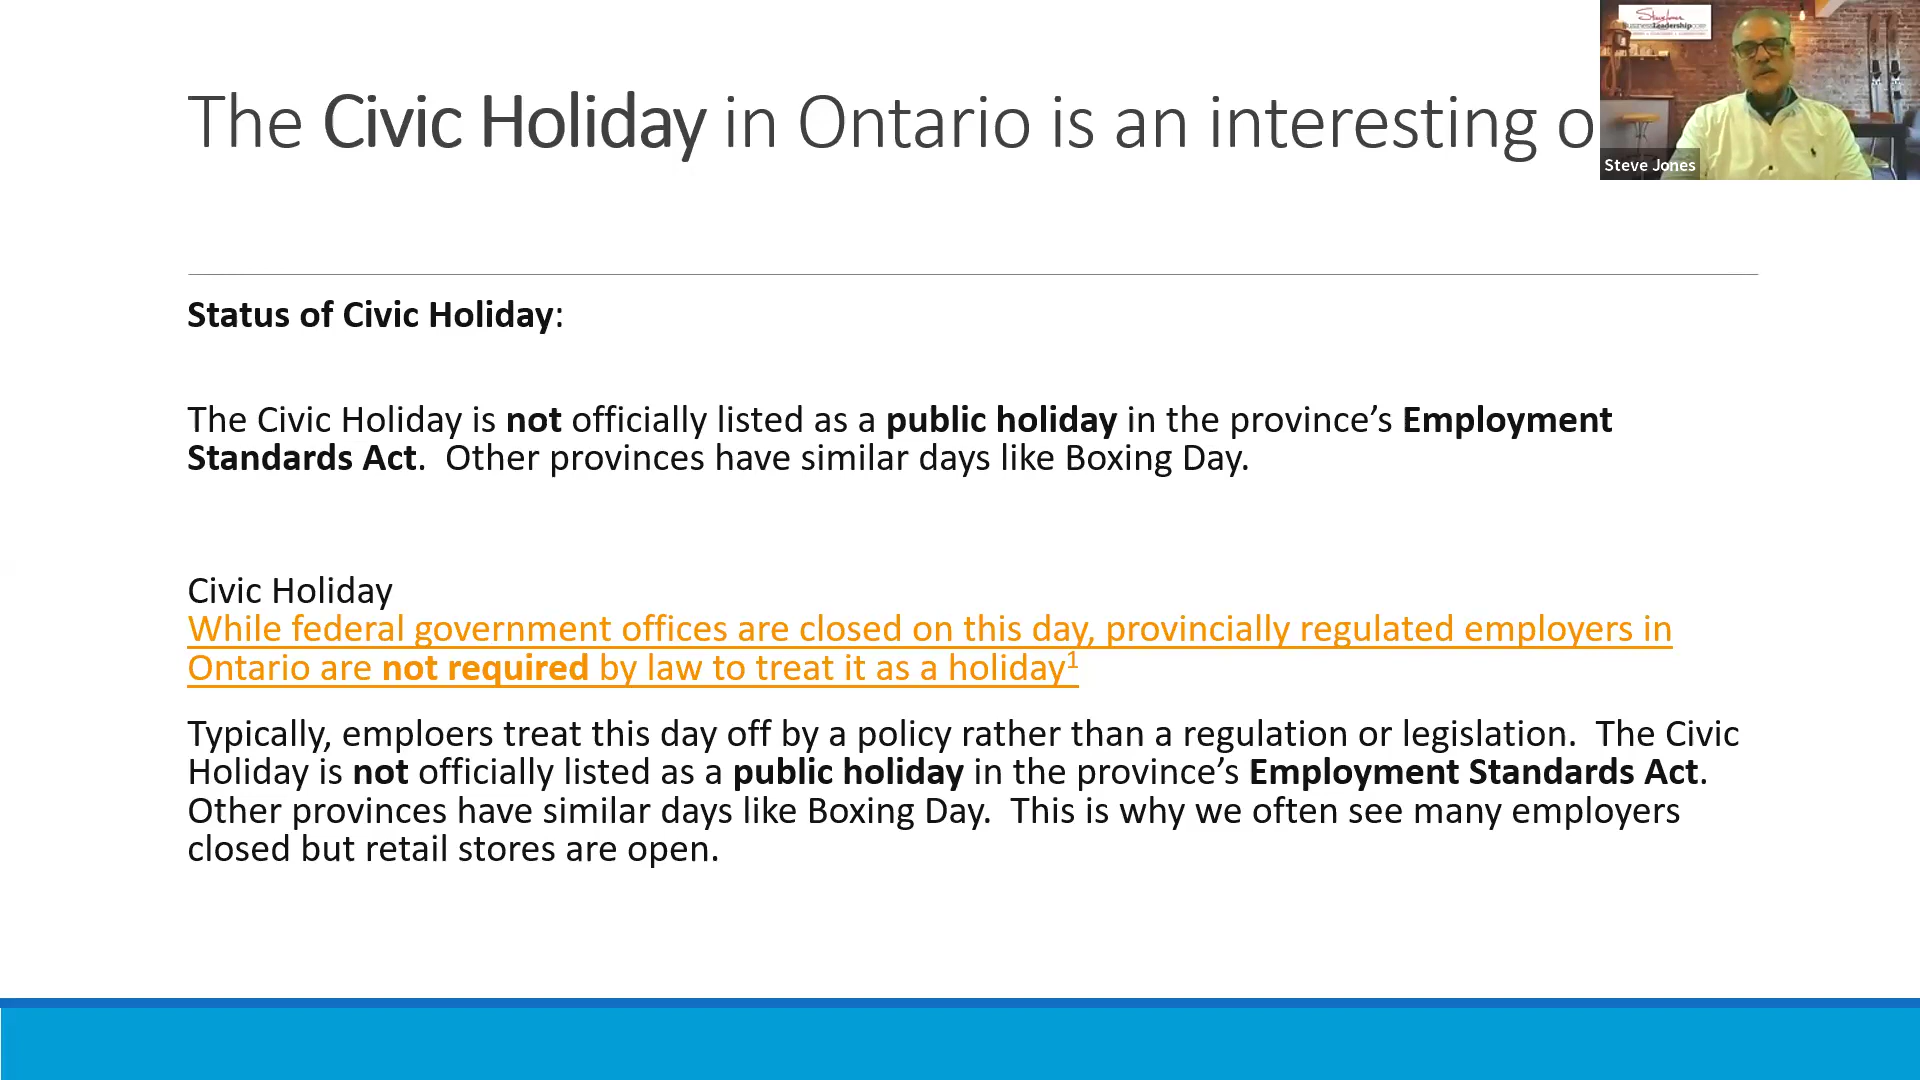 The Civic Holiday in Ontario is an interesting o
Steve Jones
Status of Civic Holiday:
The Civic Holiday is not officially listed as a public holiday in the province’s Employment
Standards Act.  Other provinces have similar days like Boxing Day.
Civic Holiday
While federal government offices are closed on this day, provincially regulated employers in
Ontario are not required by law to treat it as a holiday¹
Typically, emploers treat this day off by a policy rather than a regulation or legislation.  The Civic
Holiday is not officially listed as a public holiday in the province’s Employment Standards Act.
Other provinces have similar days like Boxing Day.  This is why we often see many employers
closed but retail stores are open.